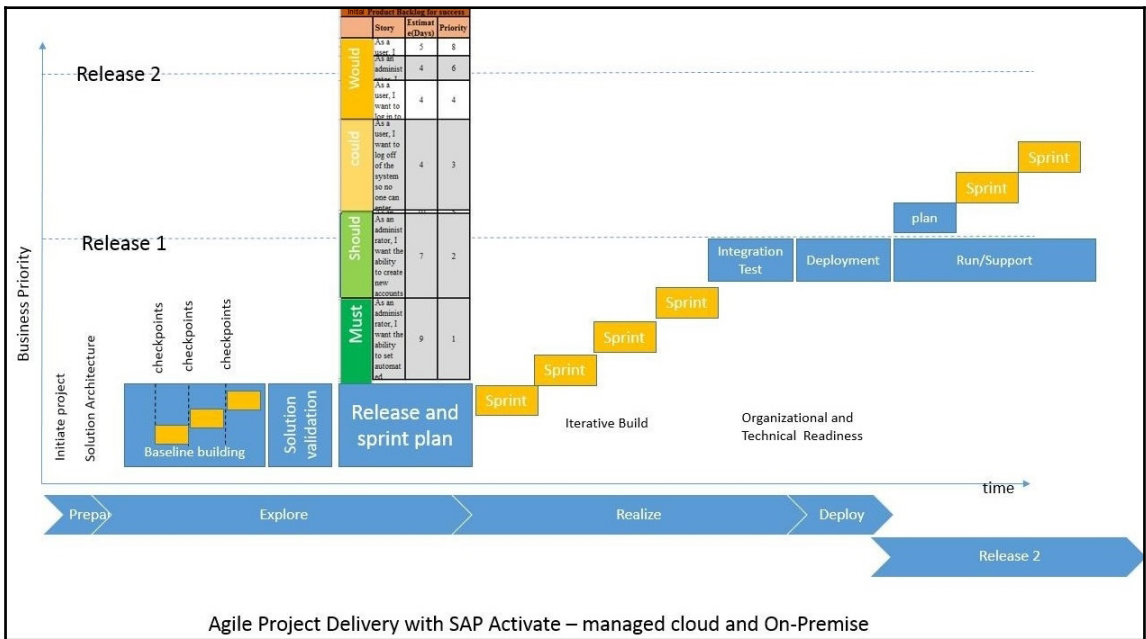 Initial Product Backlog for success
Story
Estimat
e(Days)
Priority
Would
As a
user, I
5
8
As an
administ
4
6
As a
user, I
want to
log in to
4
4
could
As a
user, I
want to
log off
of the
system
so no
one can
enter
4
3
Should
As an
administ
rator, I
want the
ability
to create
new
accounts
7
2
Must
As an
administ
rator, I
want the
ability
to set
automat
ed
9
1
Release 2
Release 1
Business Priority
Initiate project
Solution Architecture
checkpoints
checkpoints
checkpoints
Baseline building
Solution
validation
Release and
sprint plan
Sprint
Sprint
Sprint
Sprint
Iterative Build
Integration
Test
Deployment
Run/Support
plan
Sprint
Sprint
Organizational and
Technical Readiness
time
Prepa
Explore
Realize
Deploy
Release 2
Agile Project Delivery with SAP Activate – managed cloud and On-Premise